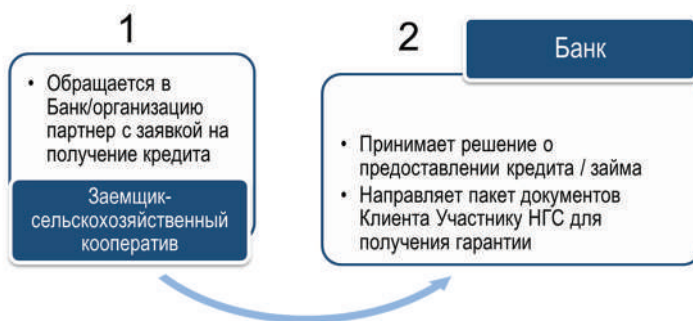 1
• Обращается в
Банк/организацию
партнер с заявкой на
получение кредита
Заемщик-
сельскохозяйственный
кооператив
2
Банк
• Принимает решение о
предоставлении кредита / займа
• Направляет пакет документов
Клиента Участнику НГС для
получения гарантии